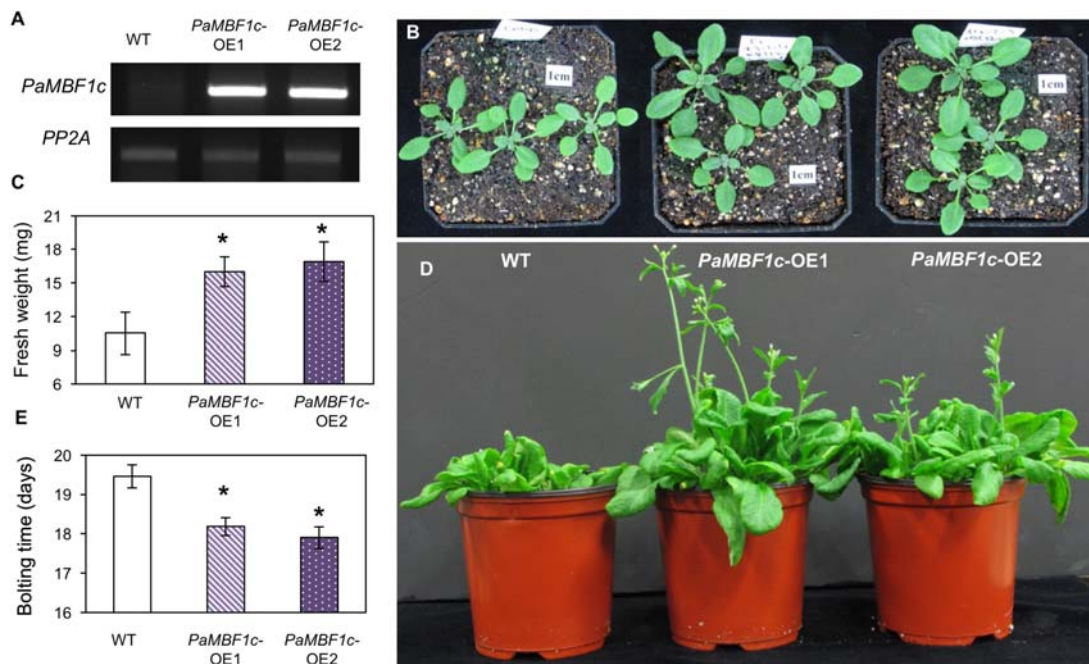 A
WT
PaMBF1c-
OE1
PaMBF1c-
OE2
PaMBF1c
PP2A
B
1cm
1cm
1cm
C
Fresh weight (mg)
21
18
15
12
9
6
*
*
WT
PaMBF1c-
OE1
PaMBF1c-
OE2
D
WT
PaMBF1c-OE1
PaMBF1c-OE2
E
Bolting time (days)
20
19
18
17
16
*
*
WT
PaMBF1c-
OE1
PaMBF1c-
OE2